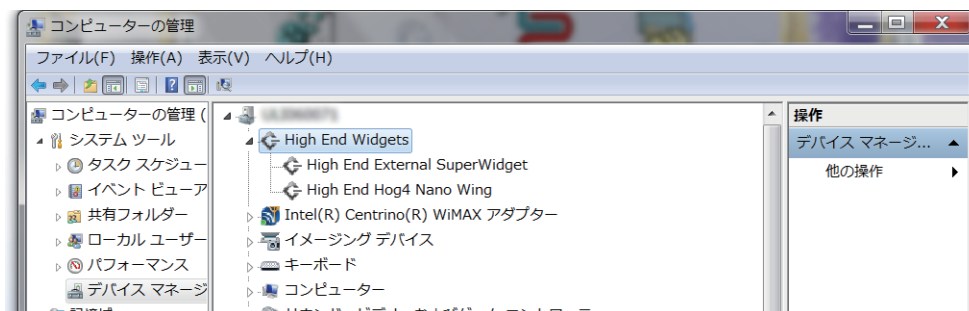 コンピューターの管理
ファイル(F) 操作(A) 表示(V) ヘルプ(H)
コンピューターの管理 (
システム ツール
タスク スケジュー
イベント ビューア
共有フォルダー
ローカル ユーザー
パフォーマンス
デバイス マネージ
High End Widgets
High End External SuperWidget
High End Hog4 Nano Wing
Intel(R) Centrino(R) WiMAX アダプター
イメージング デバイス
キーボード
コンピューター
操作
デバイス マネージ...
他の操作